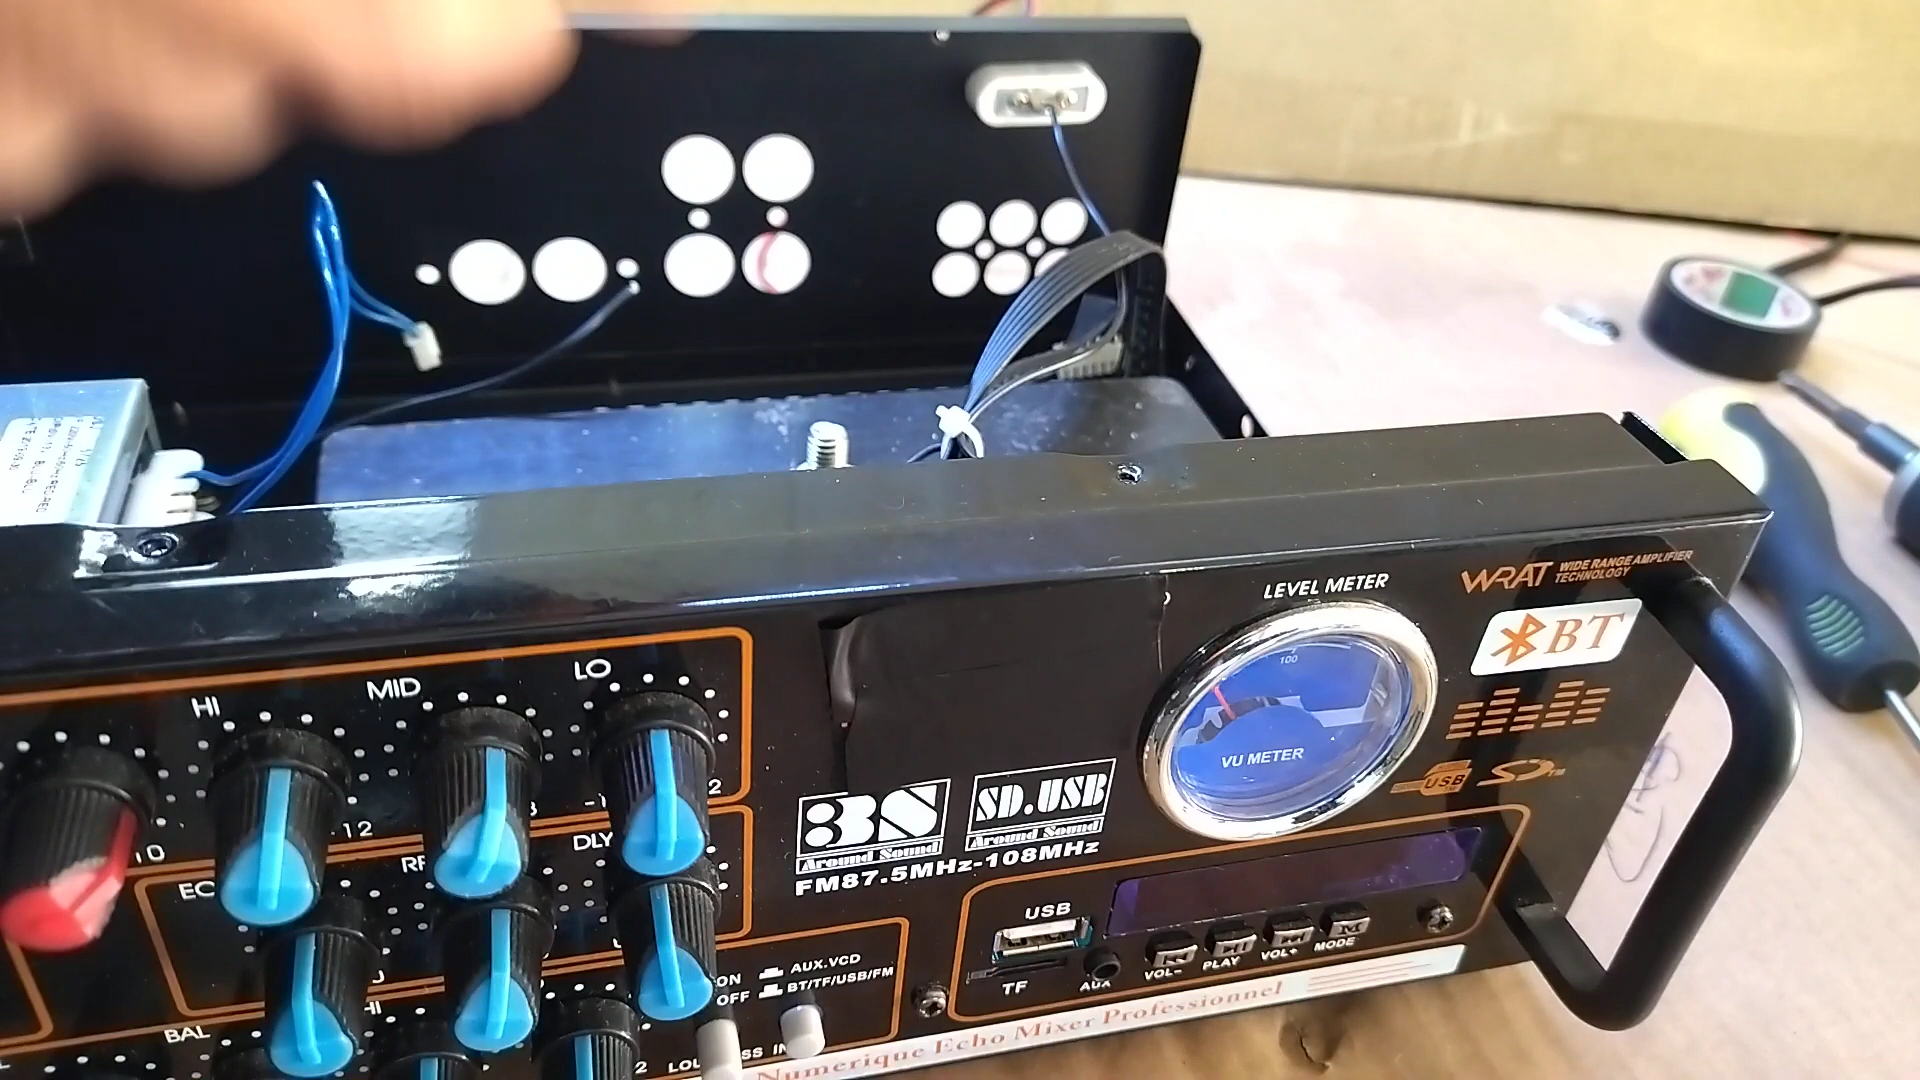 LEVEL METER
WRAT WIDE RANGE AMPLIFIER
TECHNOLOGY
BT
100
VU METER
HI
MID
LO
10
12
DLY
3S
Around Sound
SD.USB
Around Sound
FM87.5MHz-108MHz
USB
USB
TF
AUX
VOL-
PLAY
VOL+
MODE
ON
OFF
AUX.VCD
BT/TF/USB/FM
BAL
HI
Numerique Echo Mixer Professionnel